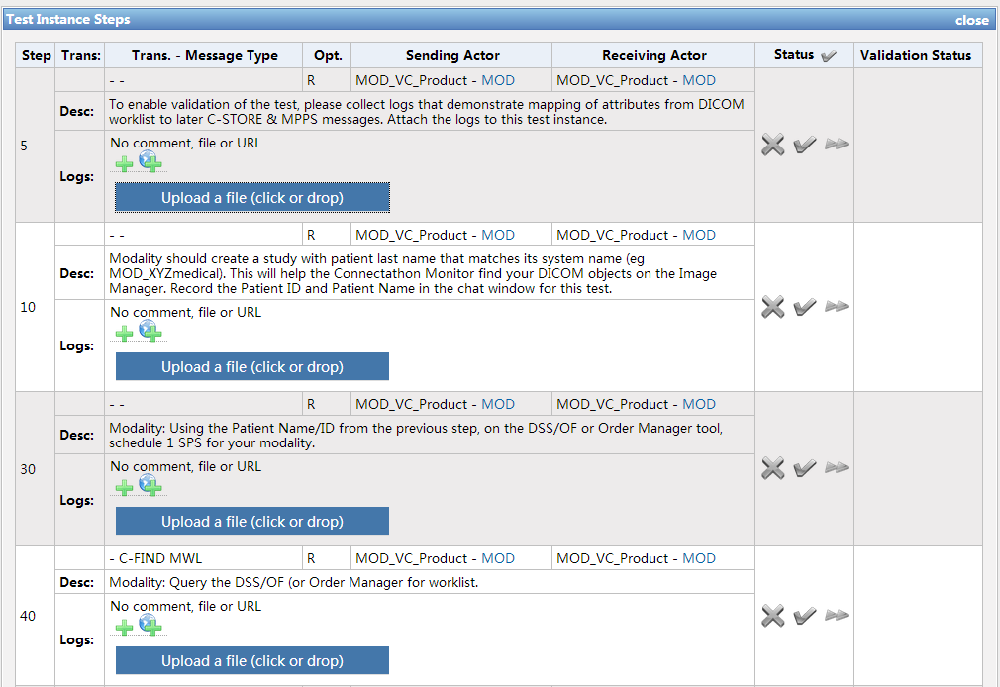 Test Instance Steps close
Step Trans: Trans. - Message Type Opt. Sending Actor Receiving Actor Status Validation Status
5
- - R MOD_VC_Product - MOD MOD_VC_Product - MOD
Desc: To enable validation of the test, please collect logs that demonstrate mapping of attributes from DICOM
worklist to later C-STORE & MPPS messages. Attach the logs to this test instance.
Logs:
No comment, file or URL
Upload a file (click or drop)
10
- - R MOD_VC_Product - MOD MOD_VC_Product - MOD
Desc: Modality should create a study with patient last name that matches its system name (eg
MOD_XYZmedical). This will help the Connectathon Monitor find your DICOM objects on the Image
Manager. Record the Patient ID and Patient Name in the chat window for this test.
Logs:
No comment, file or URL
Upload a file (click or drop)
30
- - R MOD_VC_Product - MOD MOD_VC_Product - MOD
Desc: Modality: Using the Patient Name/ID from the previous step, on the DSS/OF or Order Manager tool,
schedule 1 SPS for your modality.
Logs:
No comment, file or URL
Upload a file (click or drop)
40
- C-FIND MWL R MOD_VC_Product - MOD MOD_VC_Product - MOD
Desc: Modality: Query the DSS/OF (or Order Manager for worklist.
Logs:
No comment, file or URL
Upload a file (click or drop)